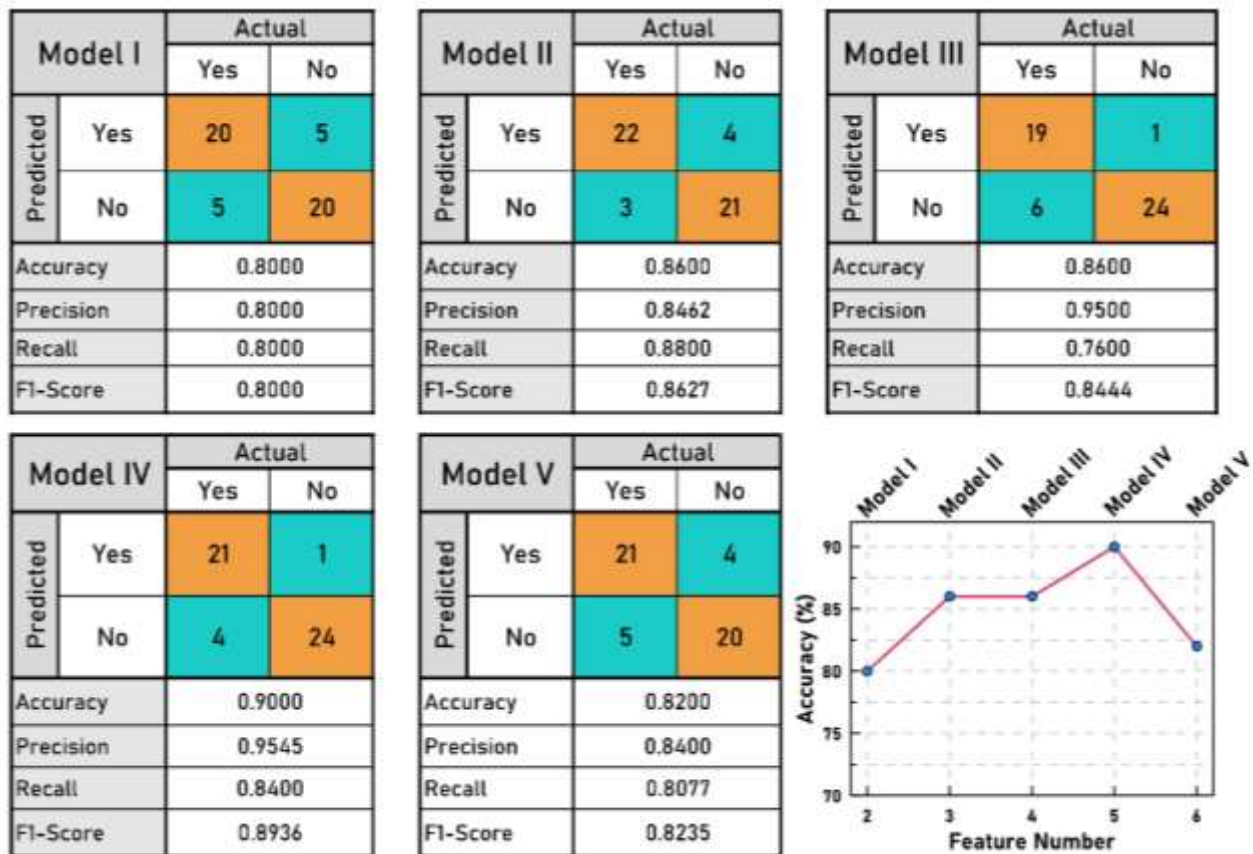 Model I
Actual
Yes No
Predicted
Yes 20 5
No 5 20
Accuracy 0.8000
Precision 0.8000
Recall 0.8000
F1-Score 0.8000
Model II
Actual
Yes No
Predicted
Yes 22 4
No 3 21
Accuracy 0.8600
Precision 0.8462
Recall 0.8800
F1-Score 0.8627
Model III
Actual
Yes No
Predicted
Yes 19 1
No 6 24
Accuracy 0.8600
Precision 0.9500
Recall 0.7600
F1-Score 0.8444
Model IV
Actual
Yes No
Predicted
Yes 21 1
No 4 24
Accuracy 0.9000
Precision 0.9545
Recall 0.8400
F1-Score 0.8936
Model V
Actual
Yes No
Predicted
Yes 21 4
No 5 20
Accuracy 0.8200
Precision 0.8400
Recall 0.8077
F1-Score 0.8235
Model I Model II Model III Model IV Model V
Accuracy (%)
90
85
80
75
70
2 3 4 5 6
Feature Number